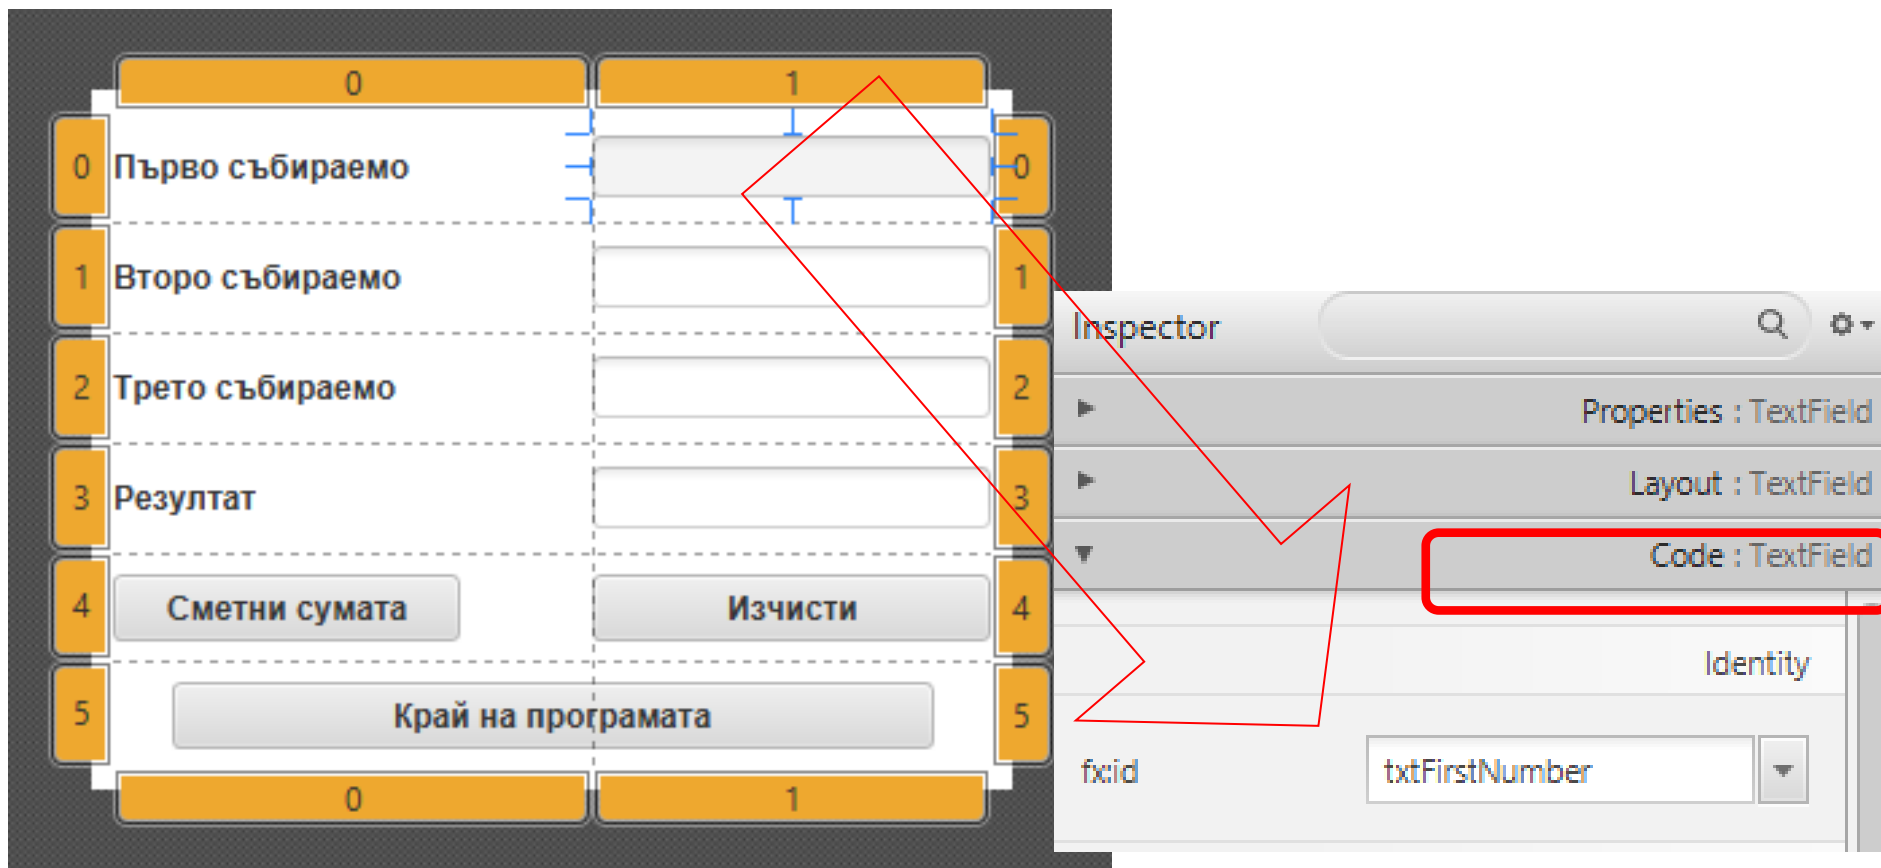 0 1
0 Първо събираемо 0
1 Второ събираемо 1
2 Трето събираемо 2
3 Резултат 3
4 Сметни сумата Изчисти 4
5 Край на програмата 5
0 1
Inspector
Properties : TextField
Layout : TextField
Code : TextField
Identity
fx:id txtFirstNumber